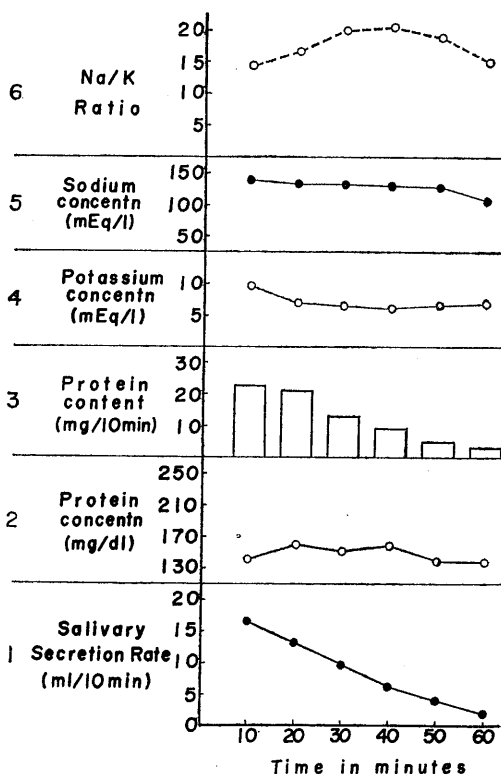 6
Na/K
Ratio
20
15
10
5
5
Sodium
concentn
(mEq/l)
150
100
50
4
Potassium
concentn
(mEq/l)
10
5
3
Protein
content
(mg/10min)
30
20
10
2
Protein
concentn
(mg/dl)
250
210
170
130
1
Salivary
Secretion Rate
(ml/10min)
20
15
10
5
0
10 20 30 40 50 60
Time in minutes